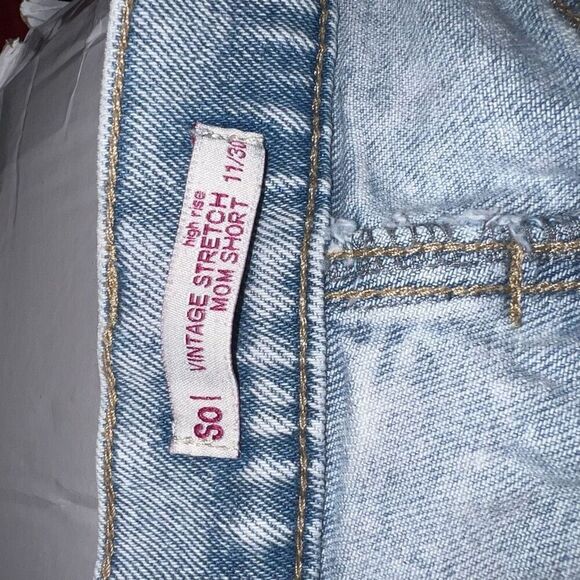 SO|
high rise
VINTAGE STRETCH
MOM SHORT 11/30